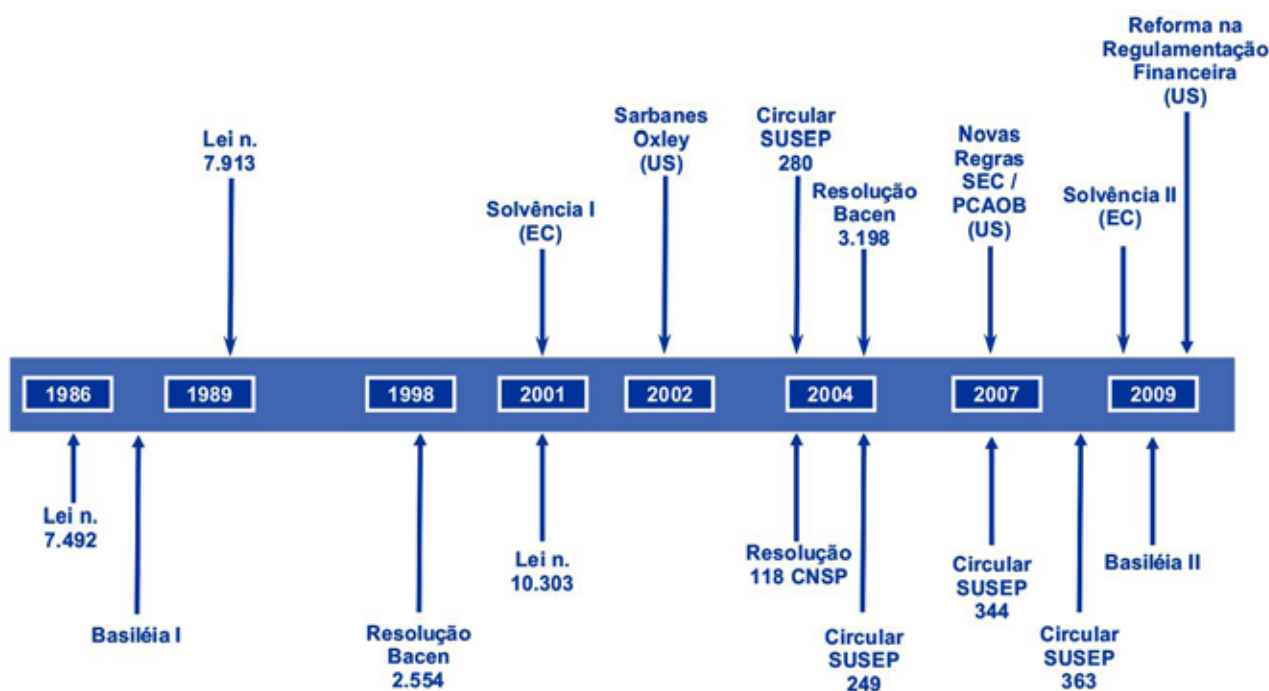 Reforma na
Regulamentação
Financeira
(US)
Lei n.
7.913
Solvência I
(EC)
Sarbanes
Oxley
(US)
Circular
SUSEP
280
Resolução
Bacen
3.198
Novas
Regras
SEC /
PCAOB
(US)
Solvência II
(EC)
1986
1989
1998
2001
2002
2004
2007
2009
Lei n.
7.492
Basiléia I
Resolução
Bacen
2.554
Lei n.
10.303
Resolução
118 CNSP
Circular
SUSEP
249
Circular
SUSEP
344
Circular
SUSEP
363
Basiléia II